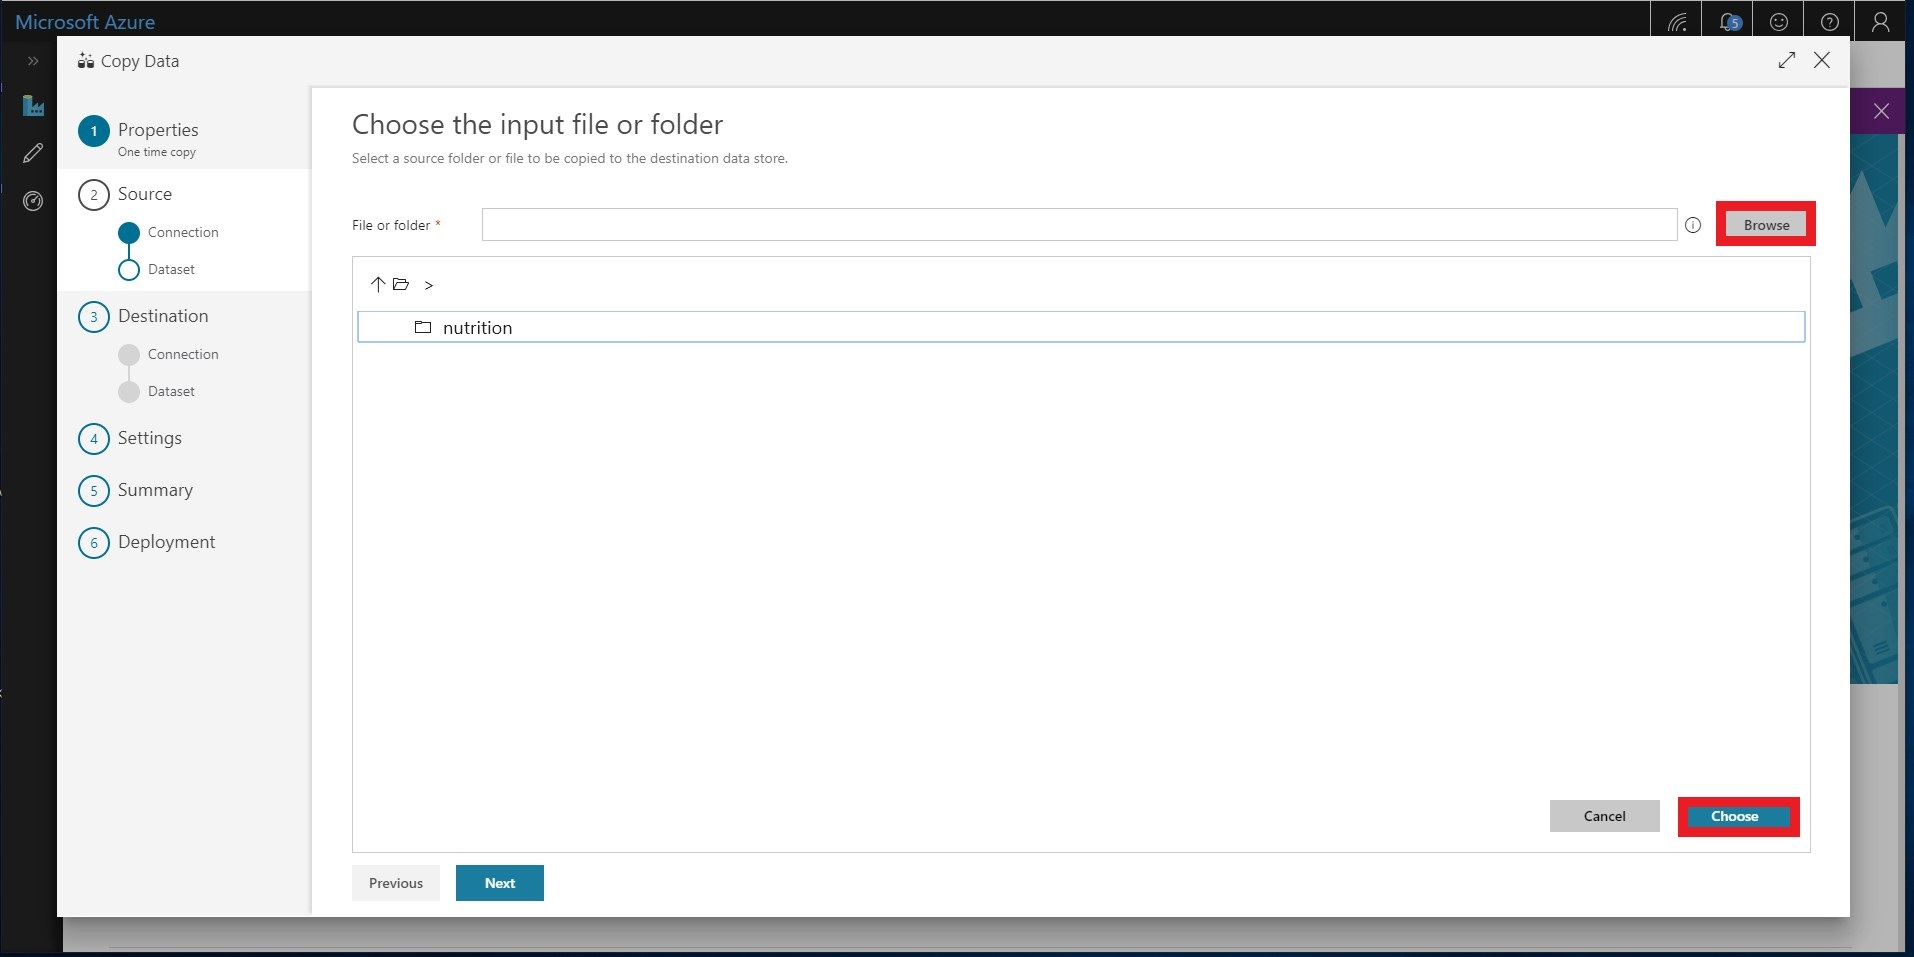 Microsoft Azure
5
Copy Data
1 Properties
One time copy
2 Source
Connection
Dataset
3 Destination
Connection
Dataset
4 Settings
5 Summary
6 Deployment
Choose the input file or folder
Select a source folder or file to be copied to the destination data store.
File or folder *
Browse
>
nutrition
Cancel
Choose
Previous
Next